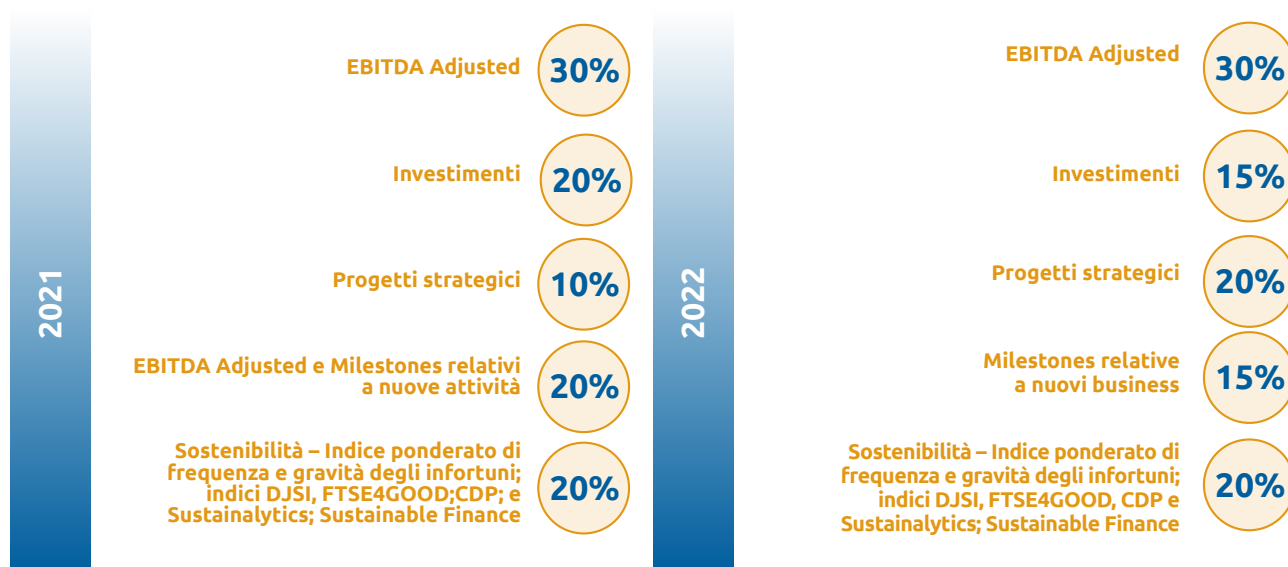 2021
EBITDA Adjusted
30%
Investimenti
20%
Progetti strategici
10%
EBITDA Adjusted e Milestones relativi
a nuove attività
20%
Sostenibilità – Indice ponderato di
frequenza e gravità degli infortuni;
indici DJSI, FTSE4GOOD;CDP; e
Sustainalytics; Sustainable Finance
20%
2022
EBITDA Adjusted
30%
Investimenti
15%
Progetti strategici
20%
Milestones relative
a nuovi business
15%
Sostenibilità – Indice ponderato di
frequenza e gravità degli infortuni;
indici DJSI, FTSE4GOOD, CDP e
Sustainalytics; Sustainable Finance
20%